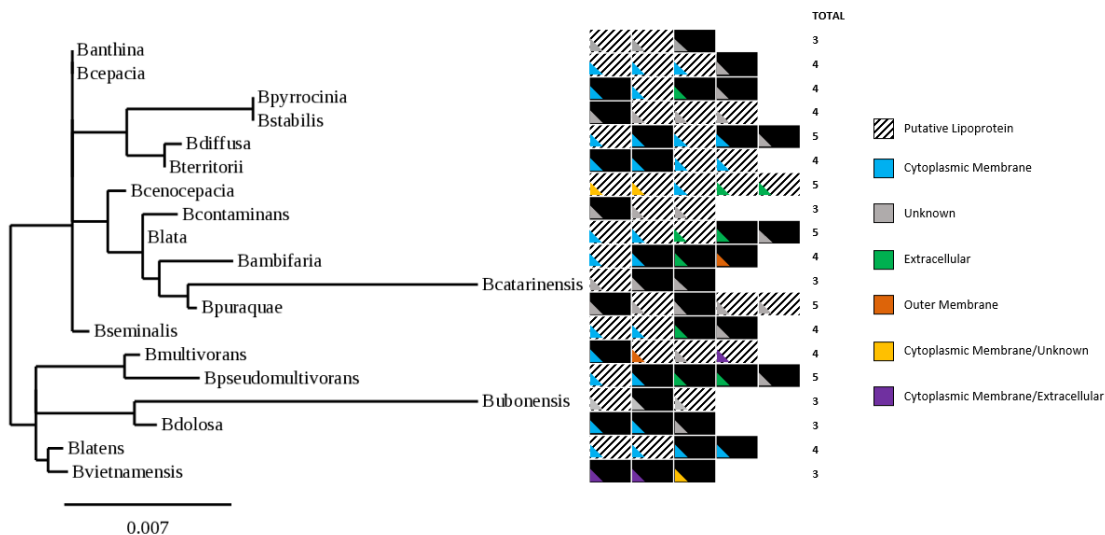 TOTAL
Banthina 3
Bcepacia 4
Bpyrrocinia 4
Bstabilis 4
Bdiffusa 5
Bterritorii 4
Bcenocepacia 5
Bcontaminans 3
Blata 5
Bambifaria 4
Bcatarinensis 3
Bpuraquae 5
Bseminalis 4
Bmultivorans 4
Bpseudomultivorans 5
Bubonensis 3
Bdolosa 3
Blatens 4
Bvietnamensis 3
0.007
Putative Lipoprotein
Cytoplasmic Membrane
Unknown
Extracellular
Outer Membrane
Cytoplasmic Membrane/Unknown
Cytoplasmic Membrane/Extracellular